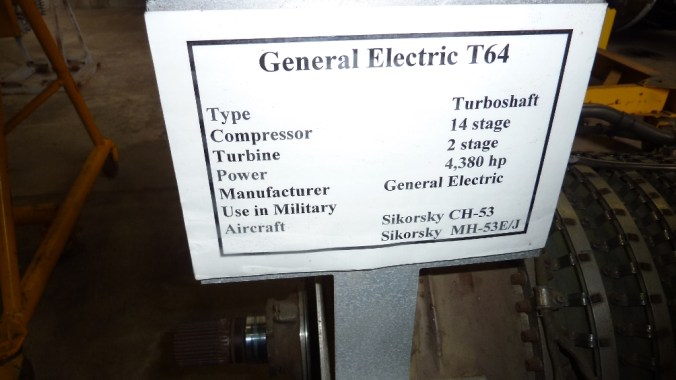 General Electric T64
Type Turboshaft
Compressor 14 stage
Turbine 2 stage
Power 4,380 hp
Manufacturer General Electric
Use in Military
Aircraft Sikorsky CH-53
Sikorsky MH-53E/J